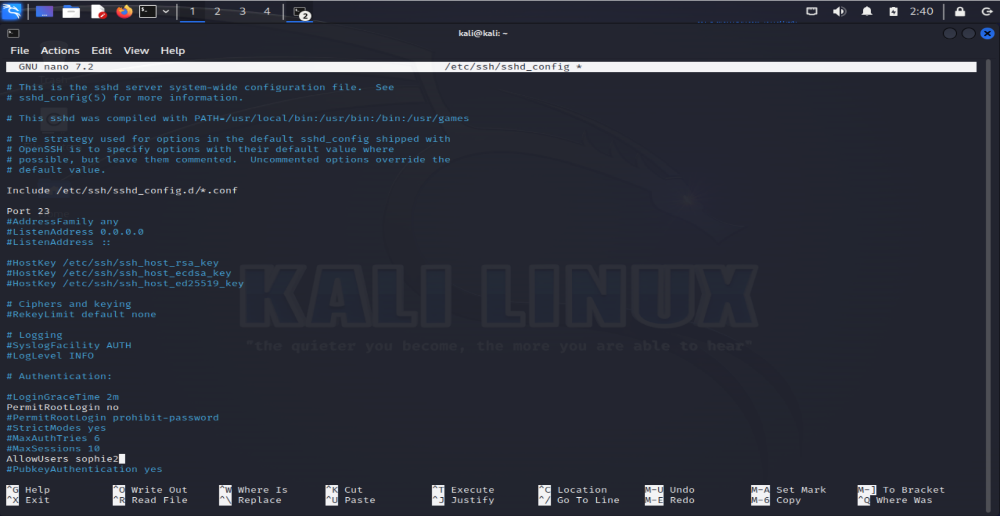 1 2 3 4 2 2:40
kali@kali: ~
File Actions Edit View Help
GNU nano 7.2 /etc/ssh/sshd_config *
Trash
# This is the sshd server system-wide configuration file.  See
# sshd_config(5) for more information.
# This sshd was compiled with PATH=/usr/local/bin:/usr/bin:/bin:/usr/games
# The strategy used for options in the default sshd_config shipped with
# OpenSSH is to specify options with their default value where
# possible, but leave them commented.  Uncommented options override the
# default value.
Include /etc/ssh/sshd_config.d/*.conf
Port 23
Home
#AddressFamily any
#ListenAddress 0.0.0.0
#ListenAddress ::
#HostKey /etc/ssh/ssh_host_rsa_key
#HostKey /etc/ssh/ssh_host_ecdsa_key
#HostKey /etc/ssh/ssh_host_ed25519_key
KALI LINUX
# Ciphers and keying
#RekeyLimit default none
# Logging
#SyslogFacility AUTH
"the quieter you become, the more you are able to hear"
#LogLevel INFO
# Authentication:
#LoginGraceTime 2m
PermitRootLogin no
#PermitRootLogin prohibit-password
#StrictModes yes
#MaxAuthTries 6
#MaxSessions 10
AllowUsers sophie2
#PubkeyAuthentication yes
^G Help ^O Write Out ^W Where Is ^K Cut ^T Execute ^C Location M-U Undo M-A Set Mark M-] To Bracket
^X Exit ^R Read File ^\ Replace ^U Paste ^J Justify ^/ Go To Line M-E Redo M-6 Copy ^Q Where Was